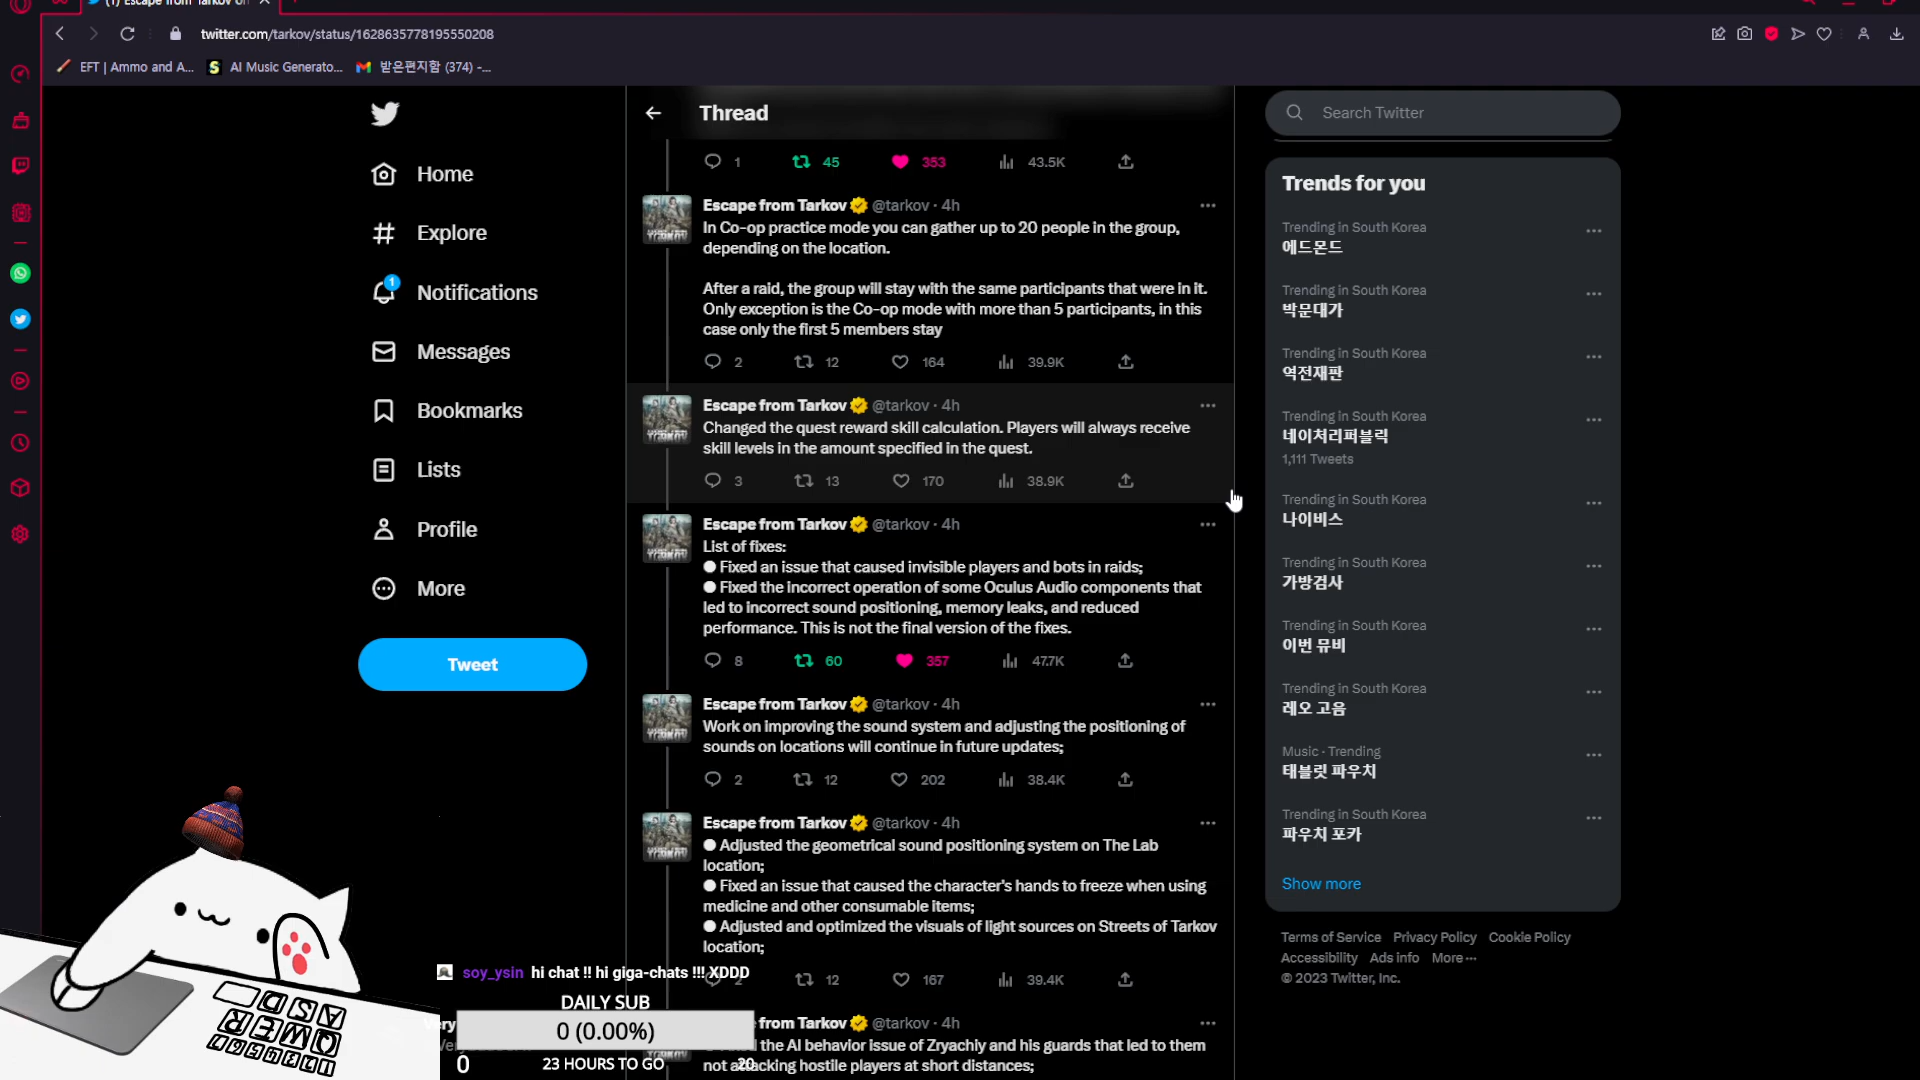 (1) Escape from Tarkov on
twitter.com/tarkov/status/1628635778195550208
EFT | Ammo and A...
AI Music Generato...
받은편지함 (374) -...
Home
Explore
1
Notifications
Messages
Bookmarks
Lists
Profile
More
Tweet
Thread
1 45 353 43.5K
Escape from Tarkov @tarkov · 4h
In Co-op practice mode you can gather up to 20 people in the group,
depending on the location.
After a raid, the group will stay with the same participants that were in it.
Only exception is the Co-op mode with more than 5 participants, in this
case only the first 5 members stay
2 12 164 39.9K
Escape from Tarkov @tarkov · 4h
Changed the quest reward skill calculation. Players will always receive
skill levels in the amount specified in the quest.
3 13 170 38.9K
Escape from Tarkov @tarkov · 4h
List of fixes:
● Fixed an issue that caused invisible players and bots in raids;
● Fixed the incorrect operation of some Oculus Audio components that
led to incorrect sound positioning, memory leaks, and reduced
performance. This is not the final version of the fixes.
8 60 357 47.7K
Escape from Tarkov @tarkov · 4h
Work on improving the sound system and adjusting the positioning of
sounds on locations will continue in future updates;
2 12 202 38.4K
Escape from Tarkov @tarkov · 4h
● Adjusted the geometrical sound positioning system on The Lab
location;
● Fixed an issue that caused the character's hands to freeze when using
medicine and other consumable items;
● Adjusted and optimized the visuals of light sources on Streets of Tarkov
location;
2 12 167 39.4K
from Tarkov @tarkov · 4h
the AI behavior issue of Zryachiy and his guards that led to them
not attacking hostile players at short distances;
Search Twitter
Trends for you
Trending in South Korea
에드몬드
Trending in South Korea
박문대가
Trending in South Korea
역전재판
Trending in South Korea
네이처리퍼블릭
1,111 Tweets
Trending in South Korea
나이비스
Trending in South Korea
가방검사
Trending in South Korea
이번 뮤비
Trending in South Korea
레오 고음
Music · Trending
태블릿 파우치
Trending in South Korea
파우치 포카
Show more
Terms of Service Privacy Policy Cookie Policy
Accessibility Ads info More ···
© 2023 Twitter, Inc.
soy_ysin hi chat !! hi giga-chats !!! XDDD
DAILY SUB
0 (0.00%)
0 23 HOURS TO GO 20
A S D
Q W E R